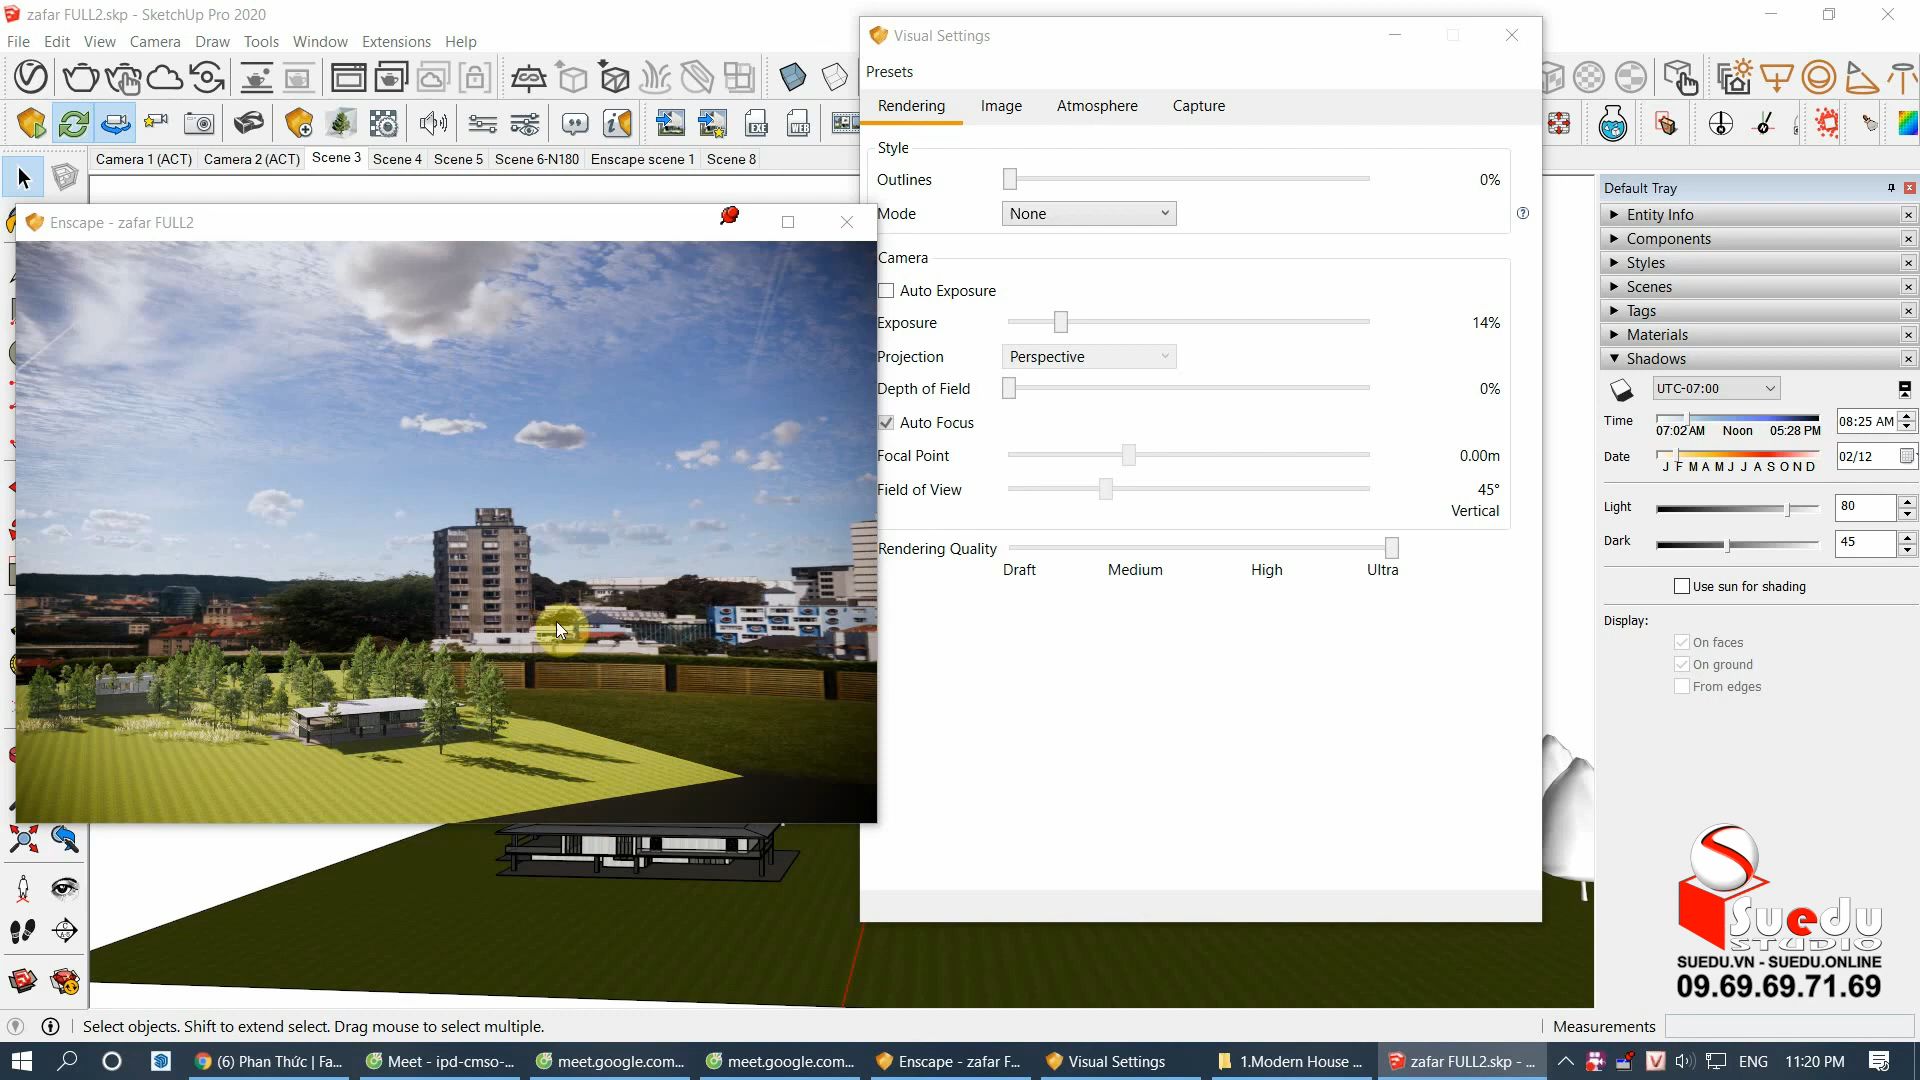 zafar FULL2.skp - SketchUp Pro 2020
File Edit View Camera Draw Tools Window Extensions Help
Camera 1 (ACT) Camera 2 (ACT) Scene 3 Scene 4 Scene 5 Scene 6-N180 Enscape scene 1 Scene 8
Enscape - zafar FULL2
Visual Settings
Presets
Rendering Image Atmosphere Capture
Style
Outlines 0%
Mode None
Camera
Auto Exposure
Exposure 14%
Projection Perspective
Depth of Field 0%
Auto Focus
Focal Point 0.00m
Field of View 45°
Vertical
Rendering Quality
Draft Medium High Ultra
EXE
WEB
Default Tray
Entity Info
Components
Styles
Scenes
Tags
Materials
Shadows
UTC-07:00
Time 08:25 AM
07:02 AM Noon 05:28 PM
Date 02/12
J F M A M J J A S O N D
Light 80
Dark 45
Use sun for shading
Display:
On faces
On ground
From edges
Suedu
STUDIO
SUEDU.VN - SUEDU.ONLINE
09.69.69.71.69
Select objects. Shift to extend select. Drag mouse to select multiple.
Measurements
(6) Phan Thức | Fa...
Meet - ipd-cmso-...
meet.google.com...
meet.google.com...
Enscape - zafar F...
Visual Settings
1.Modern House ...
zafar FULL2.skp - ...
ENG
11:20 PM